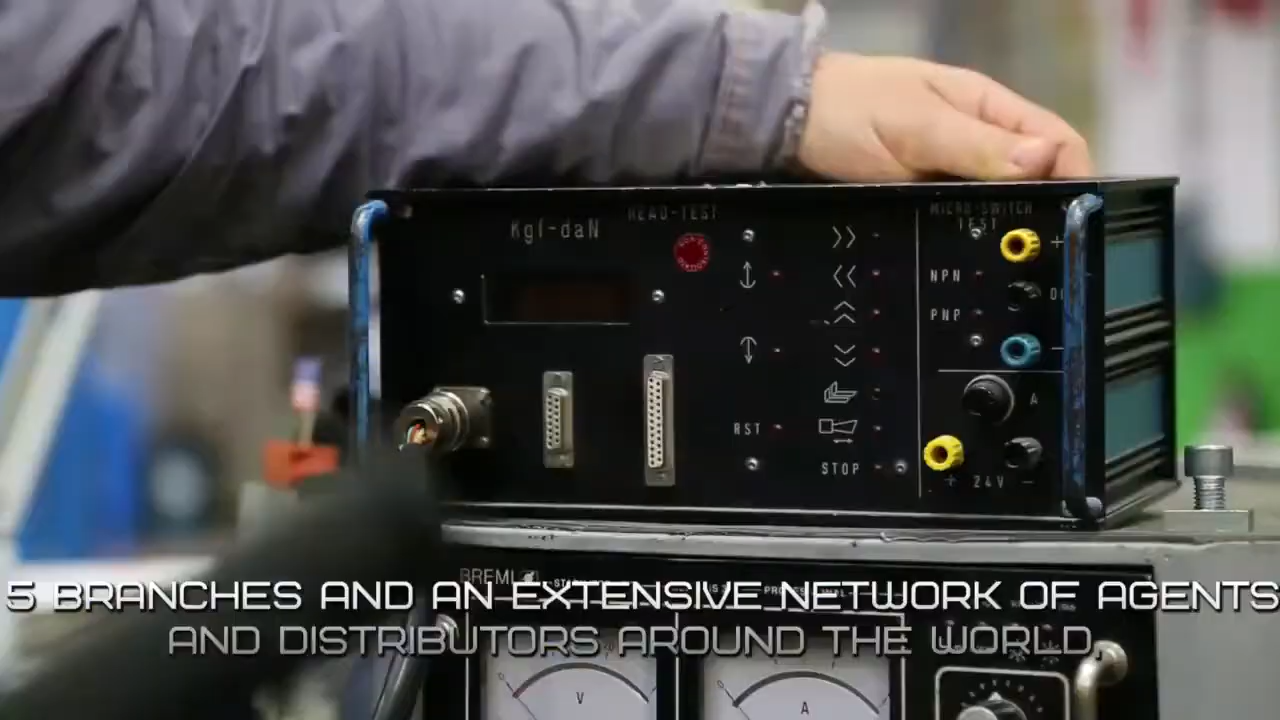 Kgf-daN
HEAD-TEST
MICRO-SWITCH
TEST
+
NPN
PNP
-
A
RST
STOP
+ 24V -
BREMI
5 BRANCHES AND AN EXTENSIVE NETWORK OF AGENTS
AND DISTRIBUTORS AROUND THE WORLD,
V
A